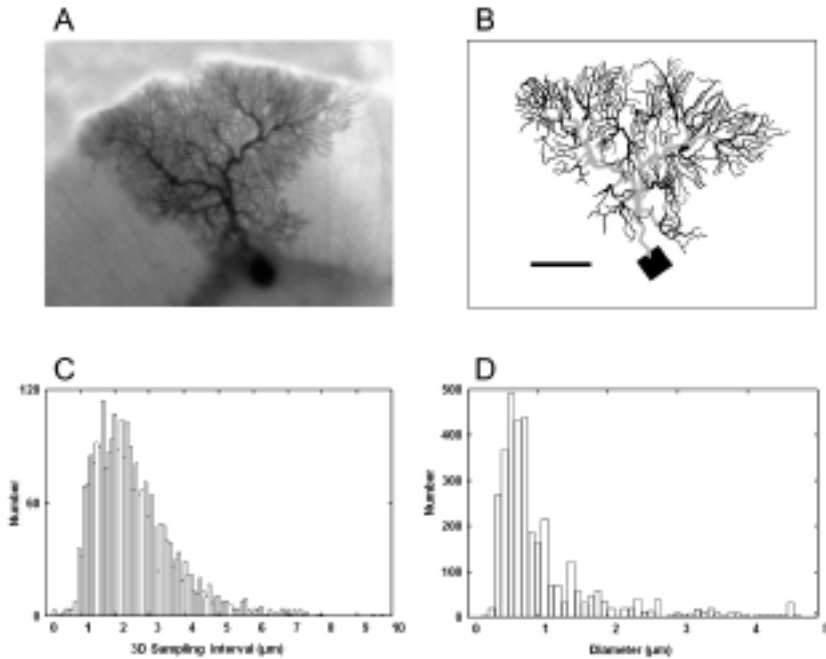 A
B
C
120
60
0
Number
0 1 2 3 4 5 6 7 8 9 10
3D Sampling Interval (µm)
D
500
400
300
200
100
0
Number
0 1 2 3 4 5
Diameter (µm)